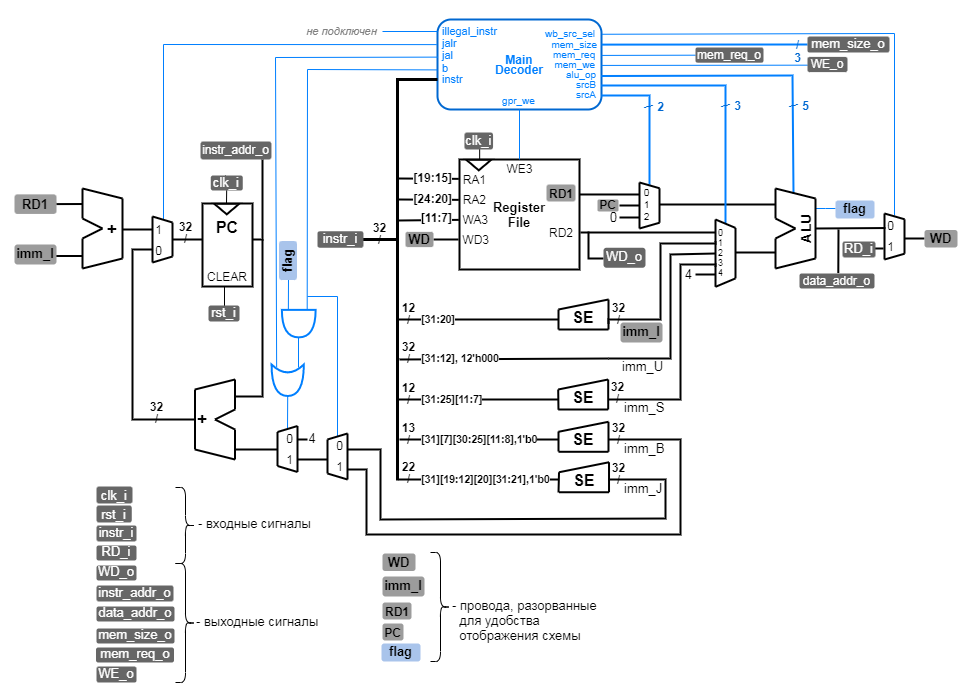 не подключен
illegal_instr
jalr
jal
b
instr
Main
Decoder
gpr_we
wb_src_sel
mem_size
mem_req
mem_we
alu_op
srcB
srcA
mem_size_o
mem_req_o
3
WE_o
2
3
5
instr_addr_o
clk_i
RD1
imm_I
+
1
0
32
PC
CLEAR
rst_i
flag
clk_i
WE3
[19:15]
RA1
[24:20]
RA2
[11:7]
WA3
WD
WD3
Register
File
RD1
RD2
instr_i
32
PC
0
0
1
2
WD_o
0
1
2
3
4
4
ALU
flag
0
1
RD_i
WD
data_addr_o
12
[31:20]
SE
32
imm_I
32
[31:12], 12'h000
imm_U
12
[31:25][11:7]
SE
32
imm_S
13
[31][7][30:25][11:8],1'b0
SE
32
imm_B
22
[31][19:12][20][31:21],1'b0
SE
32
imm_J
32
+
0
1
4
0
1
clk_i
rst_i
instr_i
RD_i
- входные сигналы
WD_o
instr_addr_o
data_addr_o
mem_size_o
mem_req_o
WE_o
- выходные сигналы
WD
imm_I
RD1
PC
flag
- провода, разорванные
для удобства
отображения схемы